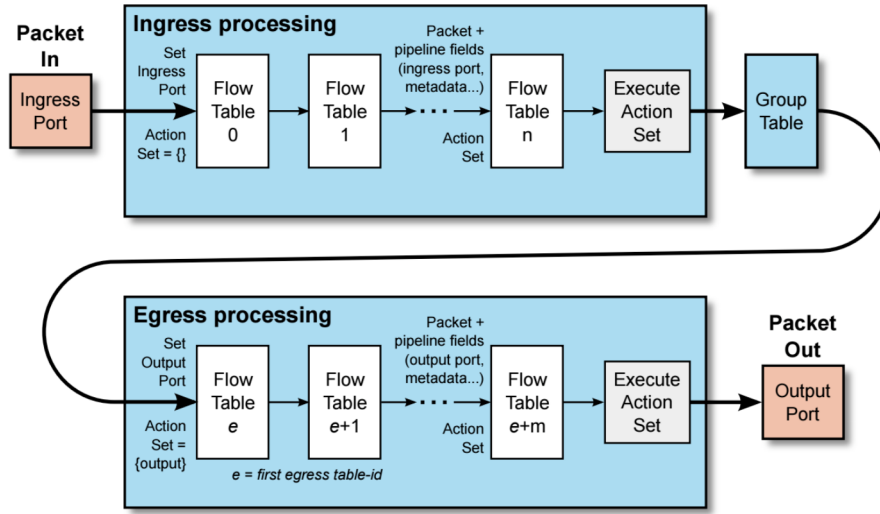 Ingress processing
Packet
In
Ingress
Port
Set
Ingress
Port
Action
Set = {}
Flow
Table
0
Flow
Table
1
Packet +
pipeline fields
(ingress port,
metadata...)
Action
Set
Flow
Table
n
Execute
Action
Set
Group
Table
Egress processing
Set
Output
Port
Action
Set =
{output}
Flow
Table
e
Flow
Table
e+1
e = first egress table-id
Packet +
pipeline fields
(output port,
metadata...)
Action
Set
Flow
Table
e+m
Execute
Action
Set
Packet
Out
Output
Port